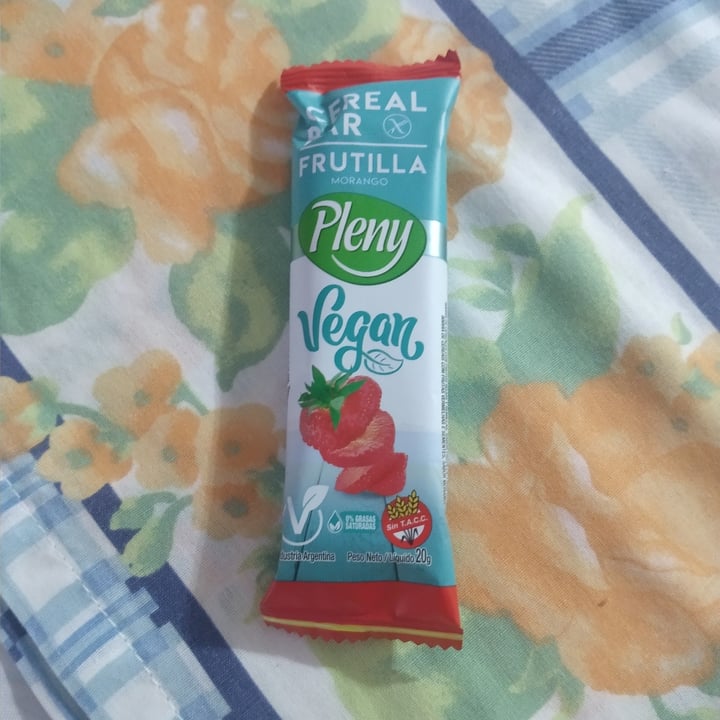 CEREAL
BAR
FRUTILLA
MORANGO
Pleny
Vegan
V
0% GRASAS
SATURADAS
Sin T.A.C.C.
Industria Argentina
Peso Neto / Líquido 20g